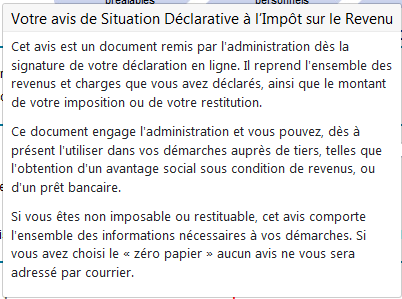 préalables
personnels
Votre avis de Situation Déclarative à l'Impôt sur le Revenu
Cet avis est un document remis par l'administration dès la
signature de votre déclaration en ligne. Il reprend l'ensemble des
revenus et charges que vous avez déclarés, ainsi que le montant
de votre imposition ou de votre restitution.
Ce document engage l'administration et vous pouvez, dès à
présent l'utiliser dans vos démarches auprès de tiers, telles que
l'obtention d'un avantage social sous condition de revenus, ou
d'un prêt bancaire.
Si vous êtes non imposable ou restituable, cet avis comporte
l'ensemble des informations nécessaires à vos démarches. Si
vous avez choisi le « zéro papier » aucun avis ne vous sera
adressé par courrier.